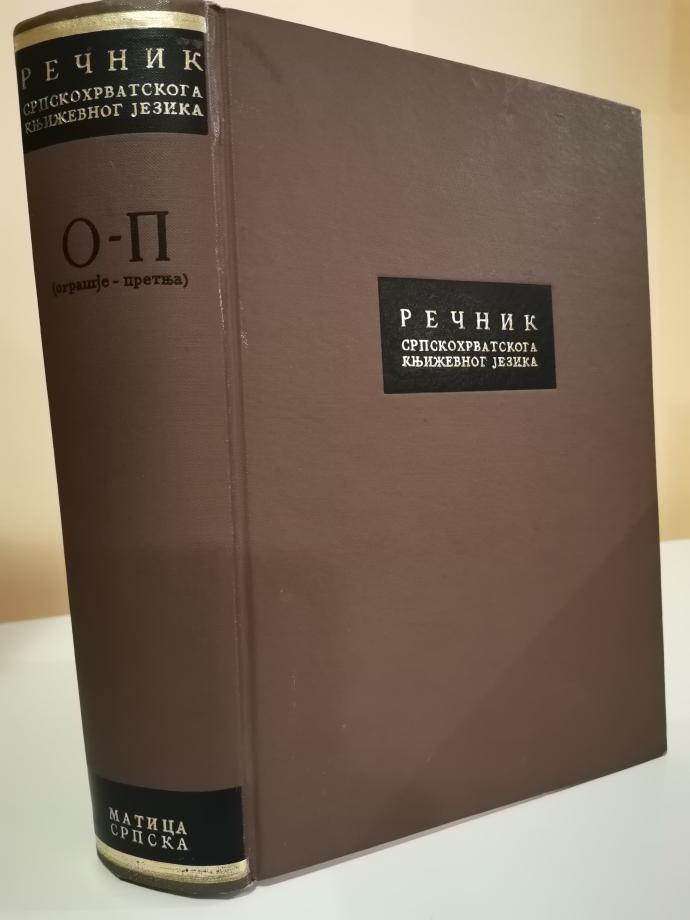 РЕЧНИК
СРПСКОХРВАТСКОГА
КЊИЖЕВНОГ ЈЕЗИКА
О-П
(ограшје - претња)
МАТИЦА
СРПСКА
РЕЧНИК
СРПСКОХРВАТСКОГА
КЊИЖЕВНОГ ЈЕЗИКА